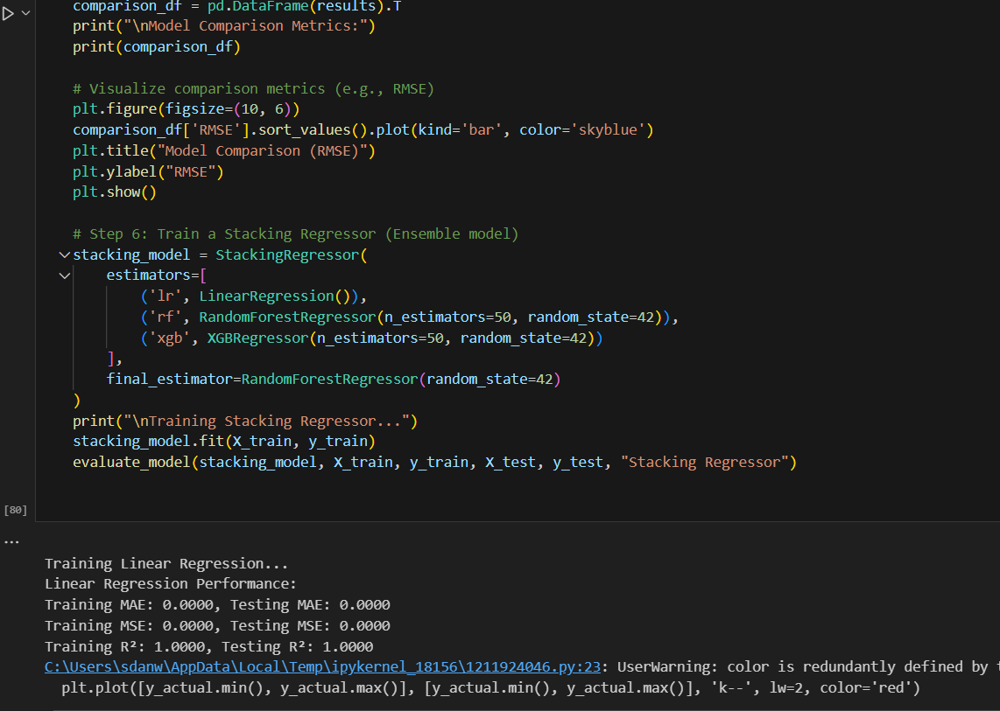 comparison_df = pd.DataFrame(results).T
print("\nModel Comparison Metrics:")
print(comparison_df)
# Visualize comparison metrics (e.g., RMSE)
plt.figure(figsize=(10, 6))
comparison_df['RMSE'].sort_values().plot(kind='bar', color='skyblue')
plt.title("Model Comparison (RMSE)")
plt.ylabel("RMSE")
plt.show()
# Step 6: Train a Stacking Regressor (Ensemble model)
stacking_model = StackingRegressor(
estimators=[
('lr', LinearRegression()),
('rf', RandomForestRegressor(n_estimators=50, random_state=42)),
('xgb', XGBRegressor(n_estimators=50, random_state=42))
],
final_estimator=RandomForestRegressor(random_state=42)
)
print("\nTraining Stacking Regressor...")
stacking_model.fit(X_train, y_train)
evaluate_model(stacking_model, X_train, y_train, X_test, y_test, "Stacking Regressor")
[80]
...
Training Linear Regression...
Linear Regression Performance:
Training MAE: 0.0000, Testing MAE: 0.0000
Training MSE: 0.0000, Testing MSE: 0.0000
Training R²: 1.0000, Testing R²: 1.0000
C:\Users\sdanw\AppData\Local\Temp\ipykernel_18156\1211924046.py:23: UserWarning: color is redundantly defined by
plt.plot([y_actual.min(), y_actual.max()], [y_actual.min(), y_actual.max()], 'k--', lw=2, color='red')